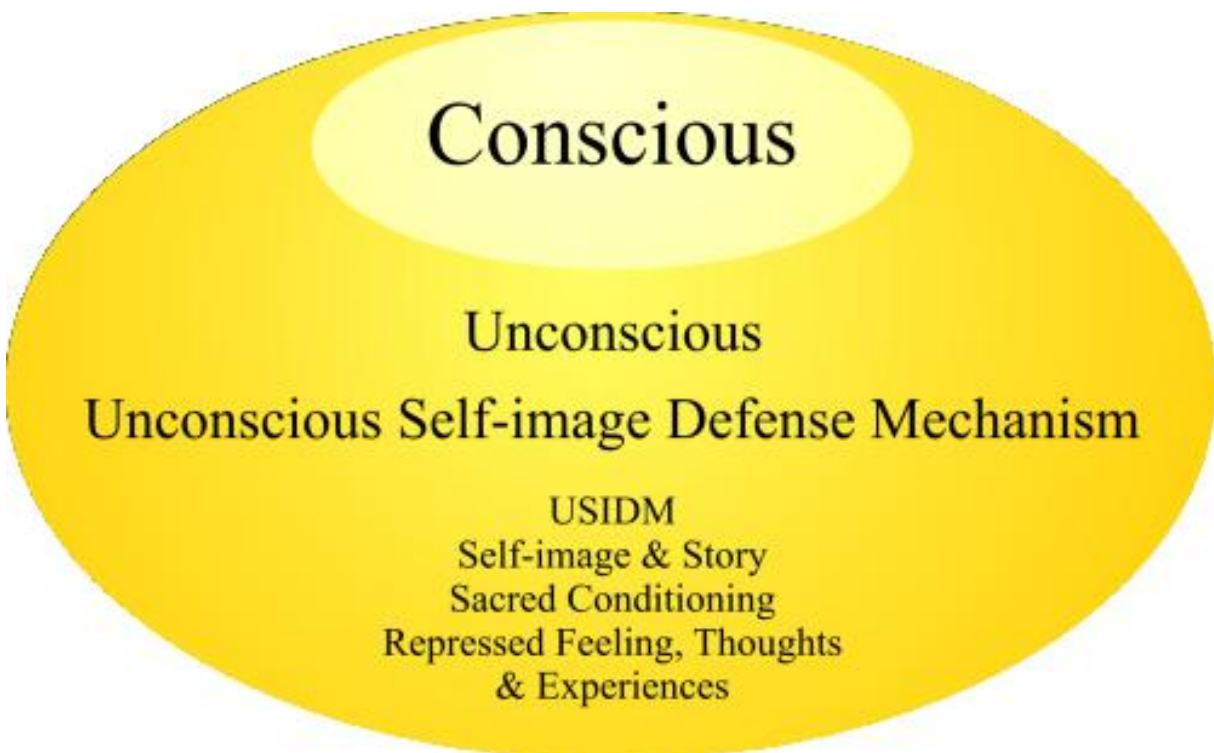 Conscious
Unconscious
Unconscious Self-image Defense Mechanism
USIDM
Self-image & Story
Sacred Conditioning
Repressed Feeling, Thoughts
& Experiences